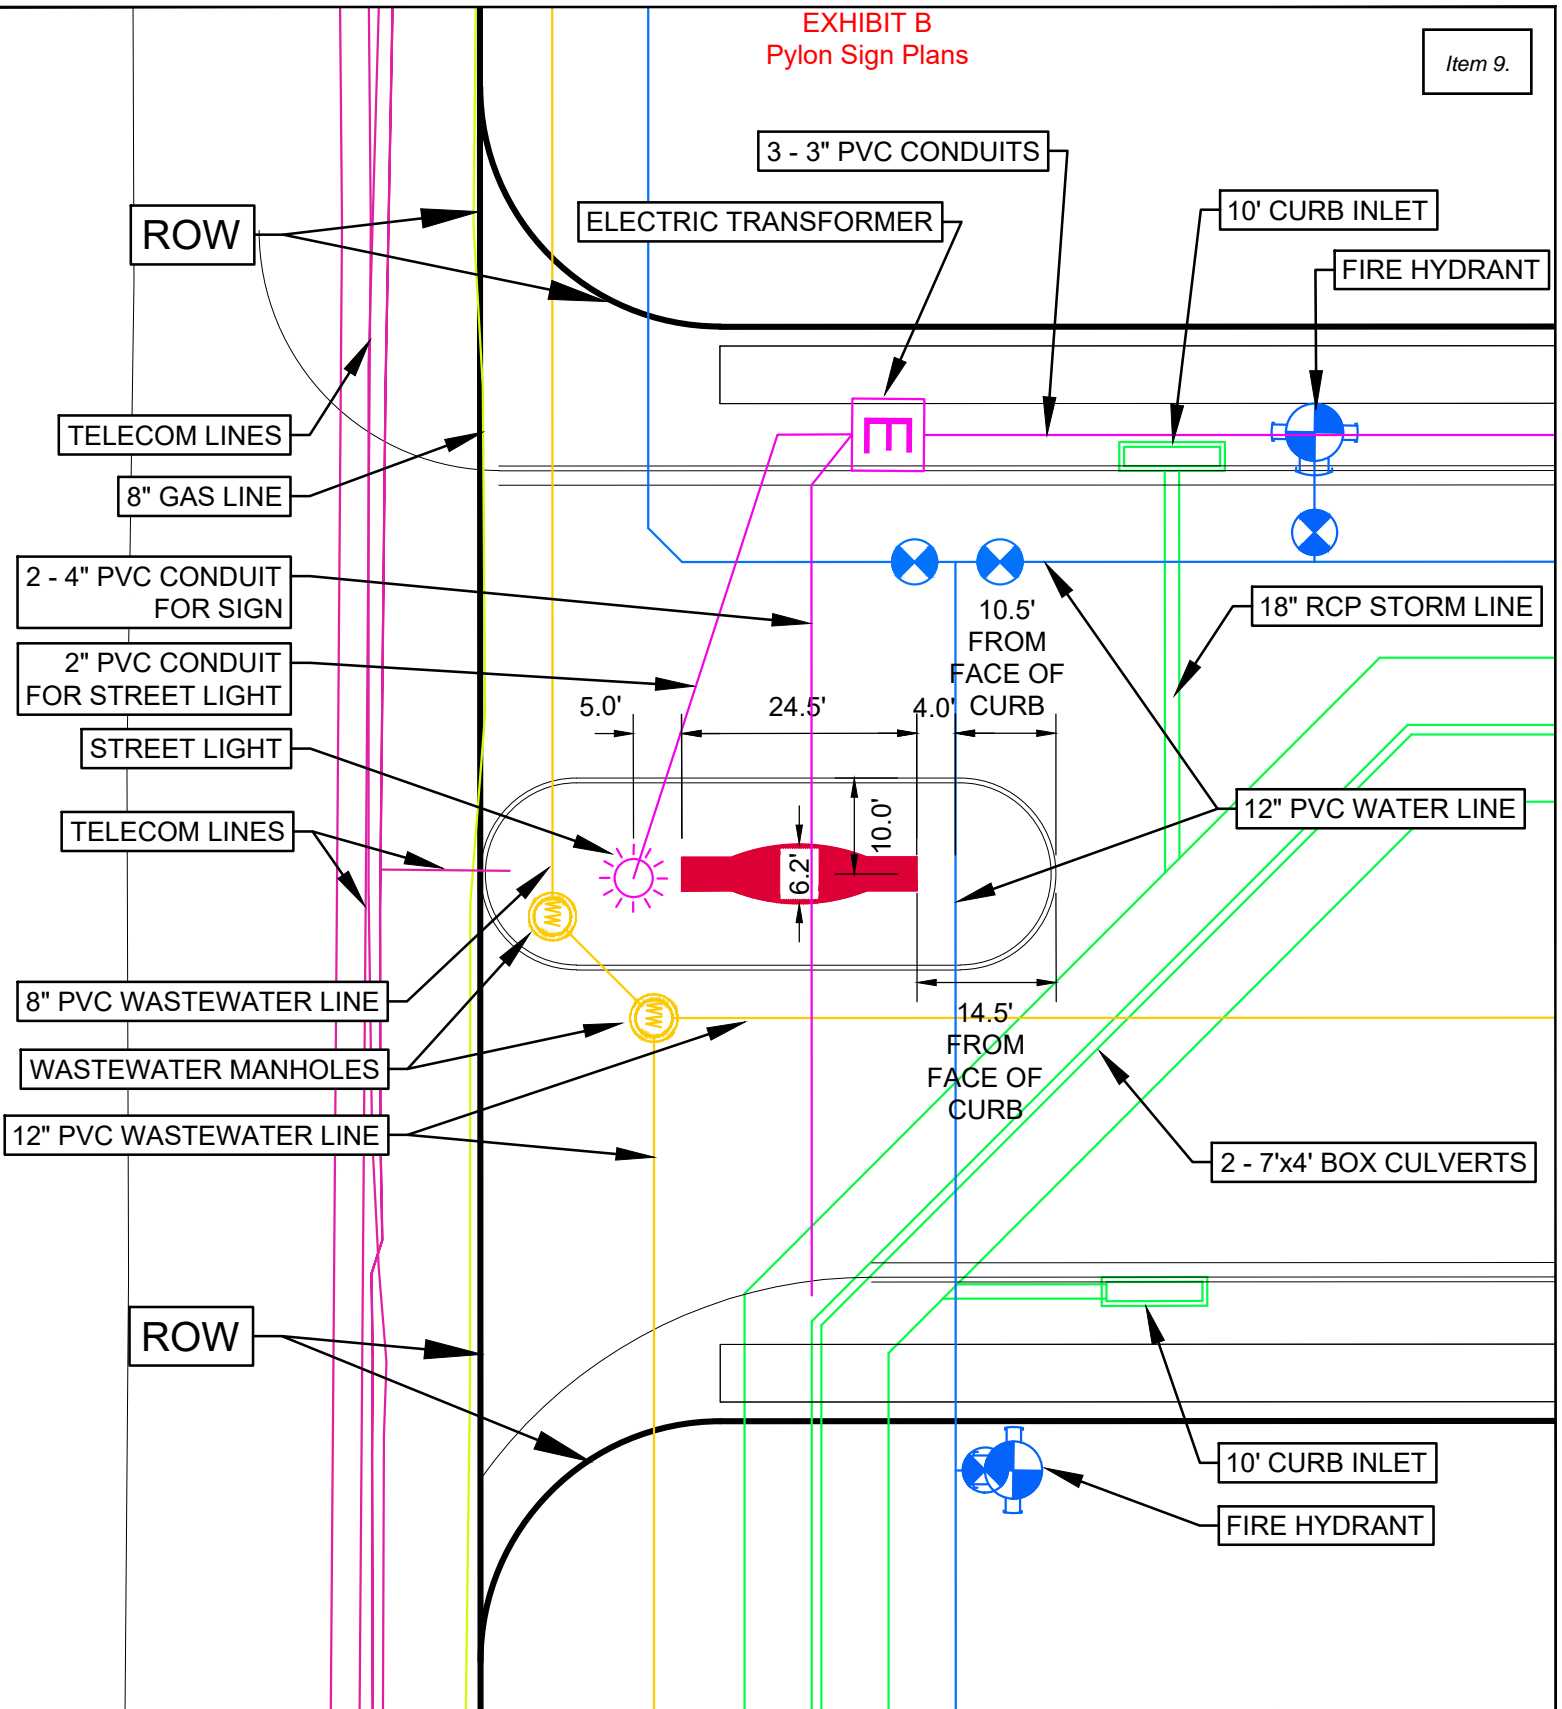 EXHIBIT B
Pylon Sign Plans
Item 9.
3 - 3" PVC CONDUITS
ELECTRIC TRANSFORMER
10' CURB INLET
FIRE HYDRANT
ROW
TELECOM LINES
8" GAS LINE
E
2 - 4" PVC CONDUIT
FOR SIGN
2" PVC CONDUIT
FOR STREET LIGHT
STREET LIGHT
TELECOM LINES
10.5'
FROM
FACE OF
CURB
18" RCP STORM LINE
5.0'
24.5'
4.0'
10.0'
6.2'
12" PVC WATER LINE
8" PVC WASTEWATER LINE
WASTEWATER MANHOLES
12" PVC WASTEWATER LINE
14.5'
FROM
FACE OF
CURB
2 - 7'x4' BOX CULVERTS
ROW
10' CURB INLET
FIRE HYDRANT